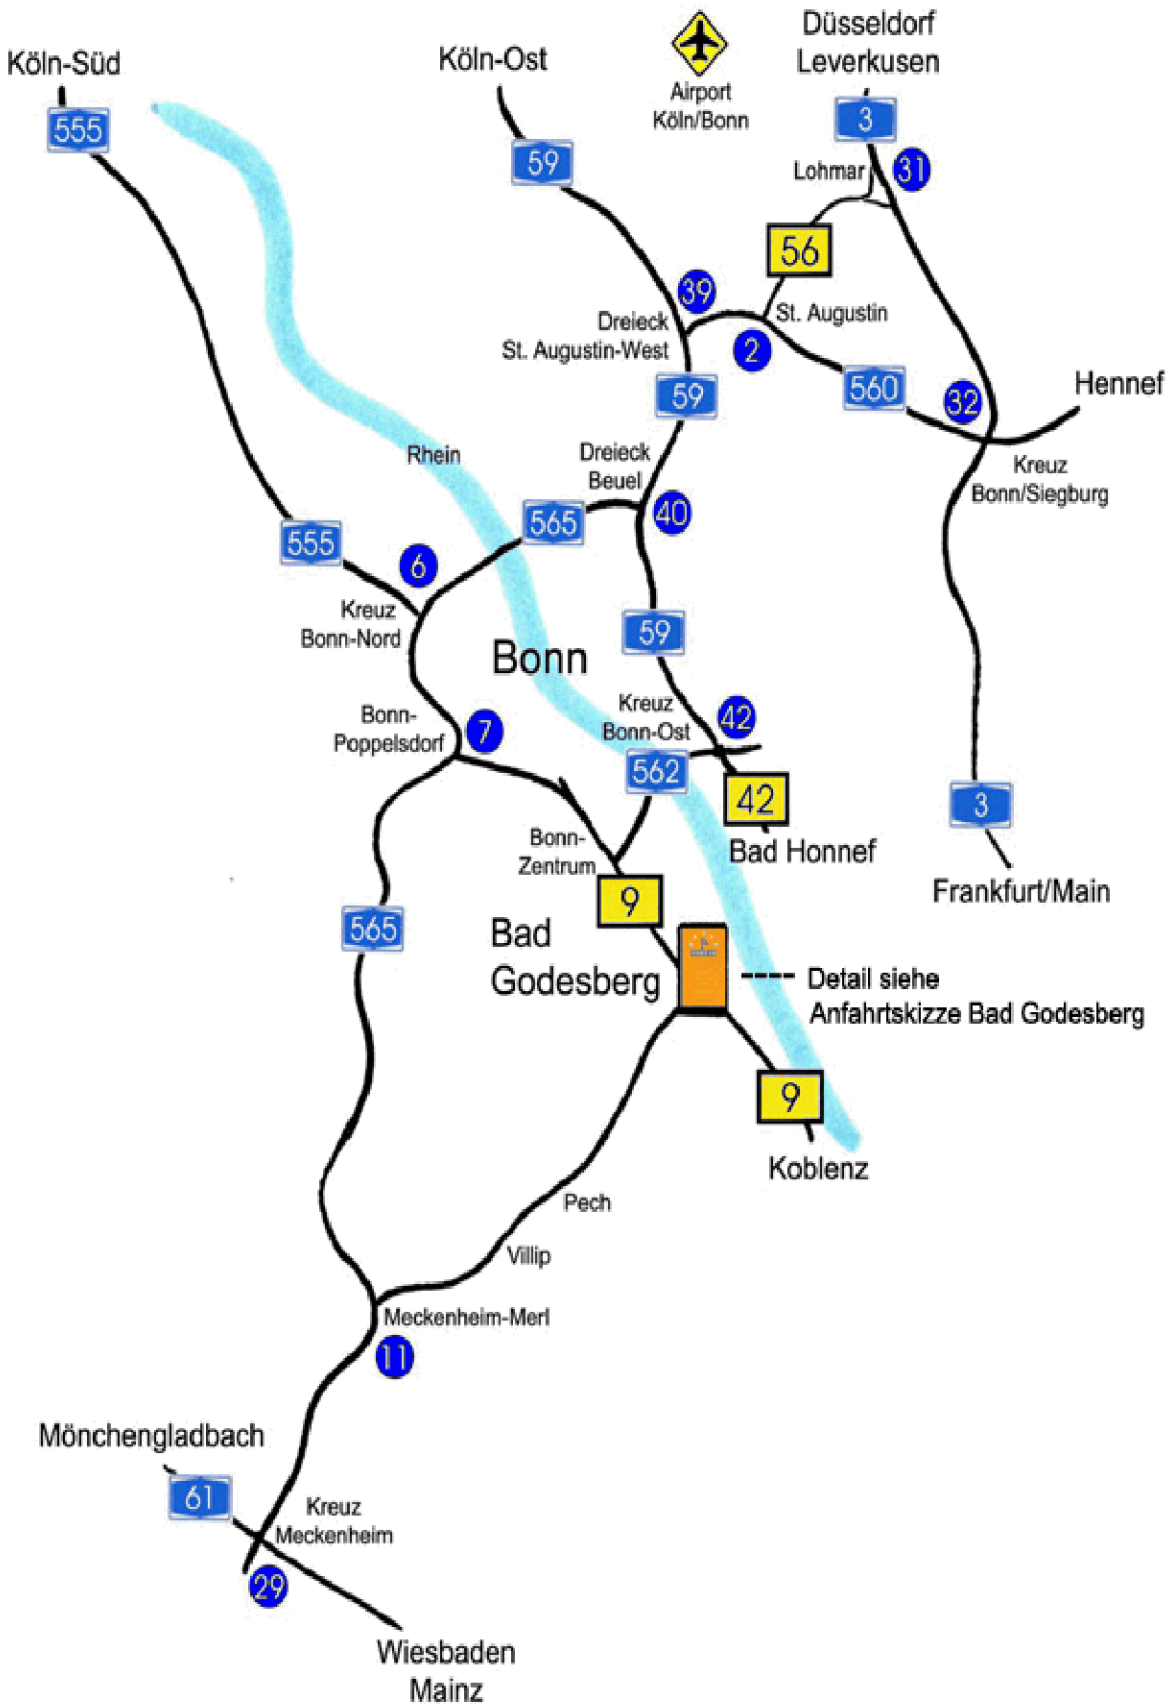 Düsseldorf
Leverkusen
Köln-Süd
Köln-Ost
Airport
Köln/Bonn
555
59
3
Lohmar
31
56
39
Dreieck
St. Augustin-West
St. Augustin
2
59
560
32
Hennef
Kreuz
Bonn/Siegburg
Rhein
Dreieck
Beuel
565
40
555
6
Kreuz
Bonn-Nord
59
Bonn
Kreuz
Bonn-Ost
42
Bonn-
Poppelsdorf
7
562
42
Bad Honnef
3
Frankfurt/Main
Bonn-
Zentrum
9
565
Bad
Godesberg
Detail siehe
Anfahrtskizze Bad Godesberg
9
Koblenz
Pech
Villip
Meckenheim-Merl
11
Mönchengladbach
61
Kreuz
Meckenheim
29
Wiesbaden
Mainz